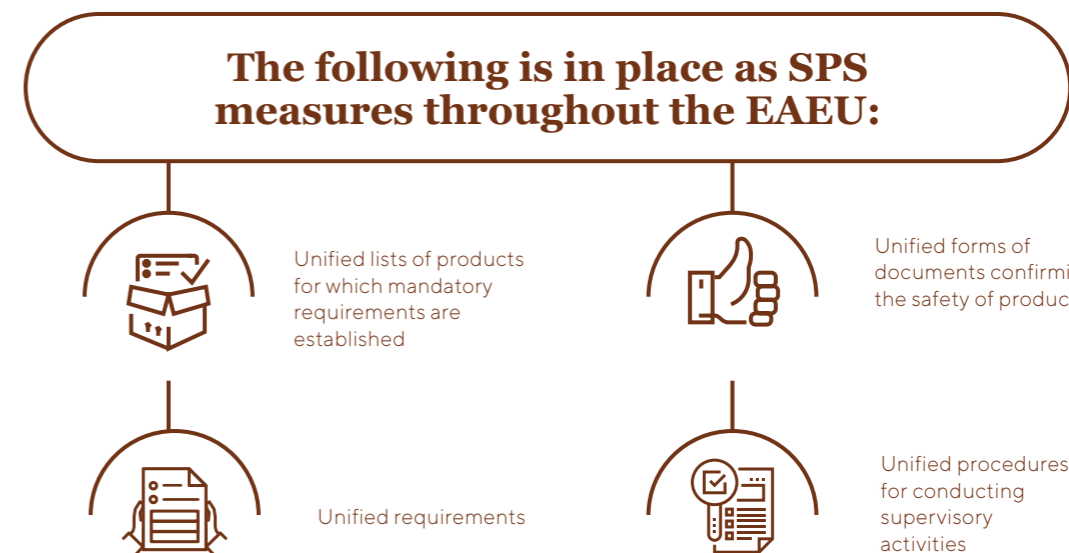 The following is in place as SPS
measures throughout the EAEU:
Unified lists of products
for which mandatory
requirements are
established
Unified forms of
documents confirmi
the safety of produc
Unified requirements
Unified procedures
for conducting
supervisory
activities